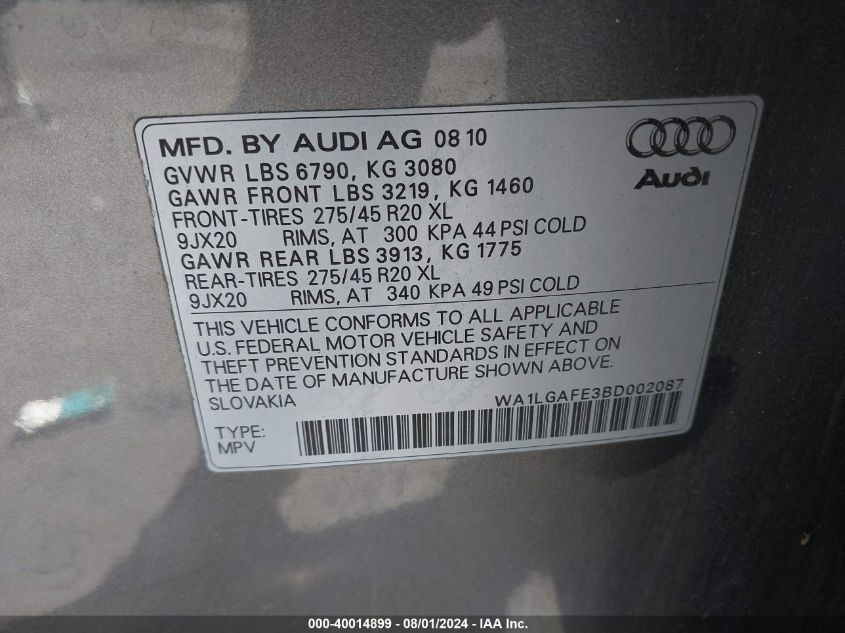 MFD. BY AUDI AG 08 10
GVWR LBS 6790, KG 3080
GAWR FRONT LBS 3219, KG 1460
FRONT-TIRES 275/45 R20 XL
9JX20 RIMS, AT 300 KPA 44 PSI COLD
GAWR REAR LBS 3913, KG 1775
REAR-TIRES 275/45 R20 XL
9JX20 RIMS, AT 340 KPA 49 PSI COLD
Audi
THIS VEHICLE CONFORMS TO ALL APPLICABLE
U.S. FEDERAL MOTOR VEHICLE SAFETY AND
THEFT PREVENTION STANDARDS IN EFFECT ON
THE DATE OF MANUFACTURE SHOWN ABOVE.
SLOVAKIA
WA1LGAFE3BD002087
TYPE:
MPV
000-40014899 - 08/01/2024 - IAAI.com